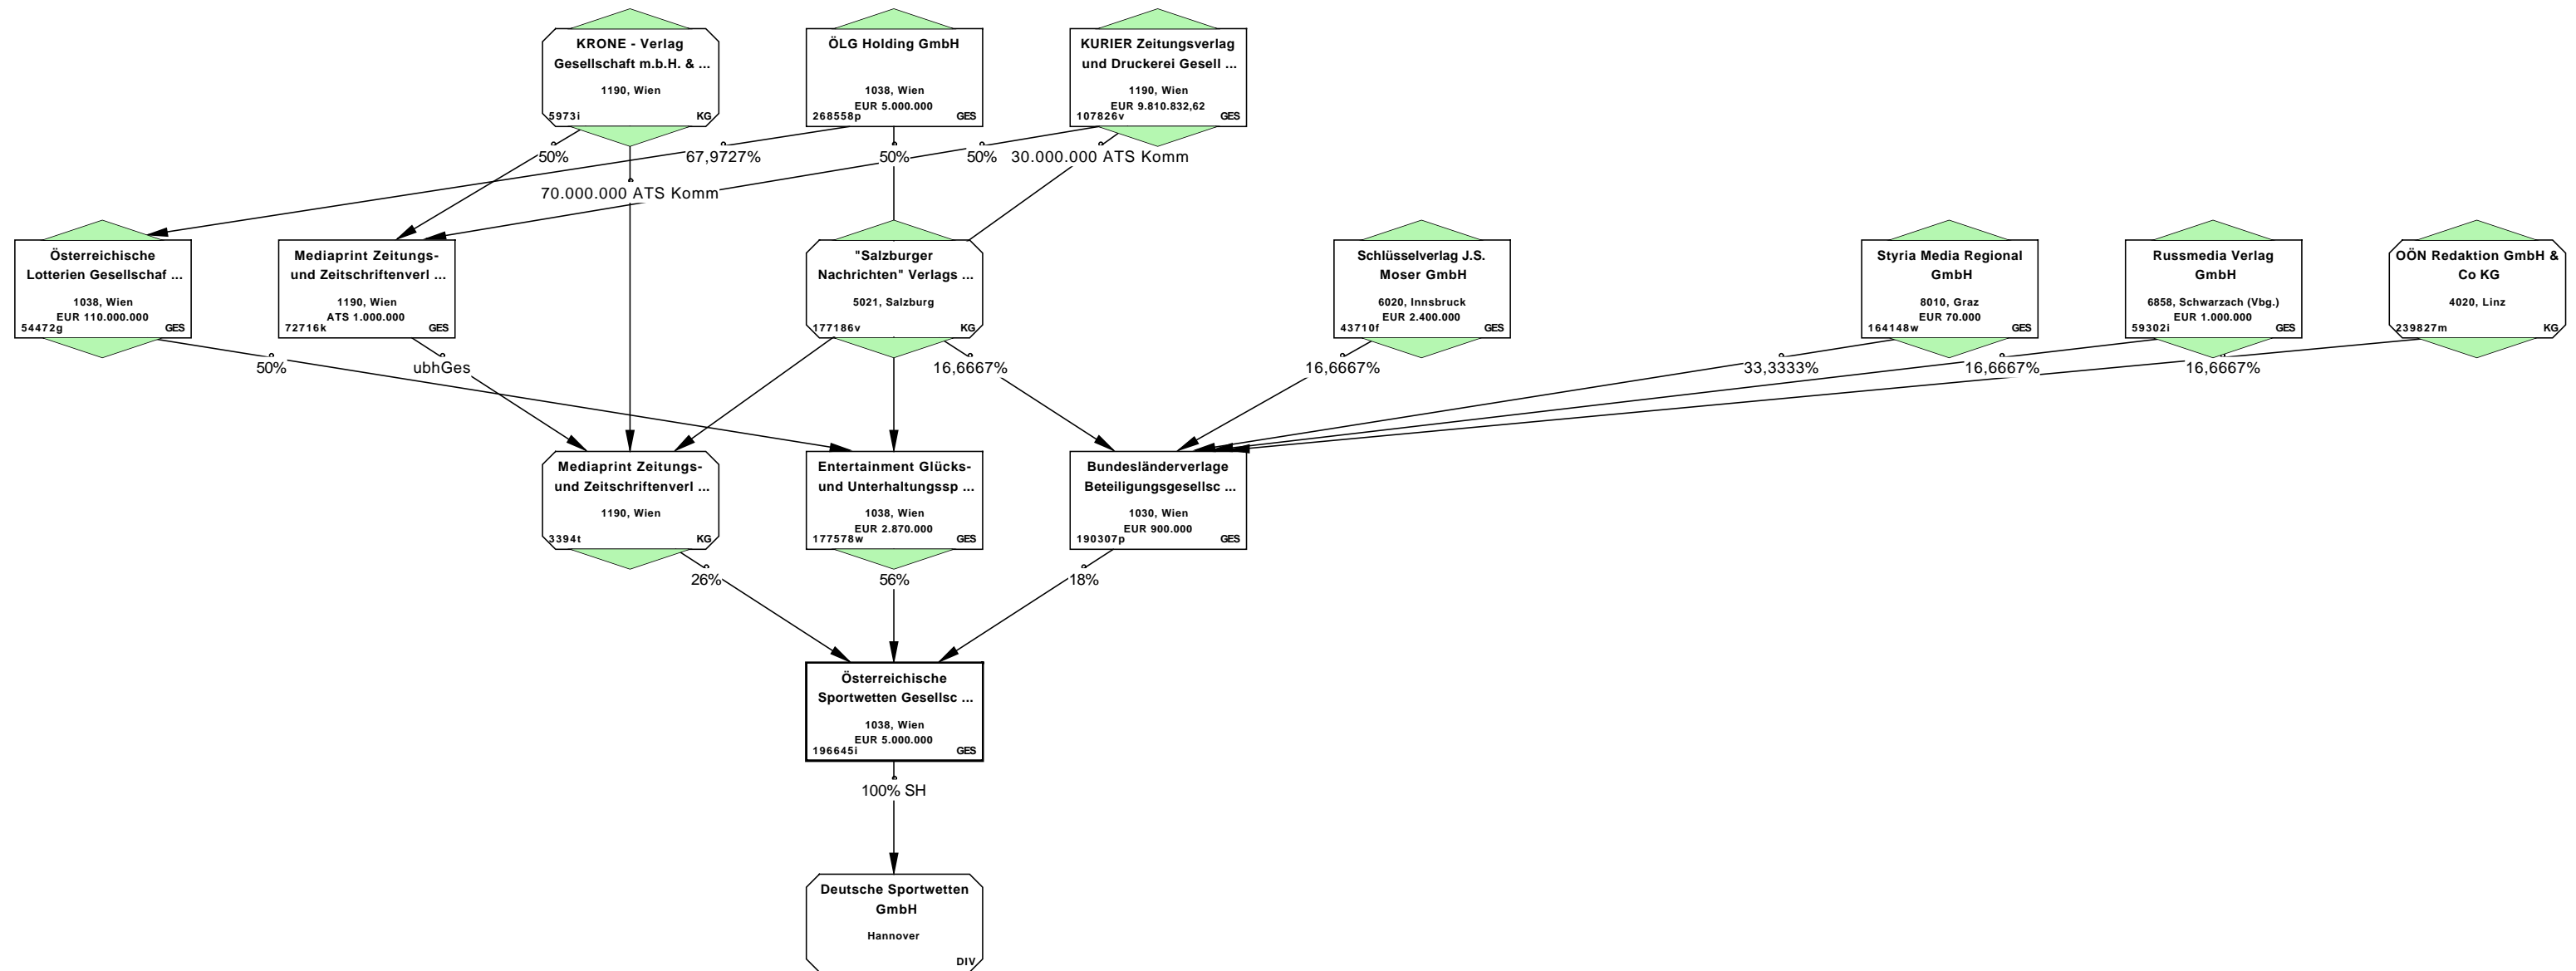 KRONE - Verlag
Gesellschaft m.b.H. & ...
1190, Wien
5973i KG
ÖLG Holding GmbH
1038, Wien
EUR 5.000.000
268558p GES
KURIER Zeitungsverlag
und Druckerei Gesell ...
1190, Wien
EUR 9.810.832,62
107826v GES
50%
67,9727%
50%
50%
30.000.000 ATS Komm
70.000.000 ATS Komm
Österreichische
Lotterien Gesellschaf ...
1038, Wien
EUR 110.000.000
54472g GES
Mediaprint Zeitungs-
und Zeitschriftenverl ...
1190, Wien
ATS 1.000.000
72716k GES
"Salzburger
Nachrichten" Verlags ...
5021, Salzburg
177186v KG
Schlüsselverlag J.S.
Moser GmbH
6020, Innsbruck
EUR 2.400.000
43710f GES
Styria Media Regional
GmbH
8010, Graz
EUR 70.000
164148w GES
Russmedia Verlag
GmbH
6858, Schwarzach (Vbg.)
EUR 1.000.000
59302i GES
OÖN Redaktion GmbH &
Co KG
4020, Linz
239827m KG
50%
ubhGes
16,6667%
16,6667%
33,3333%
16,6667%
16,6667%
Mediaprint Zeitungs-
und Zeitschriftenverl ...
1190, Wien
3394t KG
Entertainment Glücks-
und Unterhaltungssp ...
1038, Wien
EUR 2.870.000
177578w GES
Bundesländerverlage
Beteiligungsgesellsc ...
1030, Wien
EUR 900.000
190307p GES
26%
56%
18%
Österreichische
Sportwetten Gesellsc ...
1038, Wien
EUR 5.000.000
196645i GES
100% SH
Deutsche Sportwetten
GmbH
Hannover
DIV